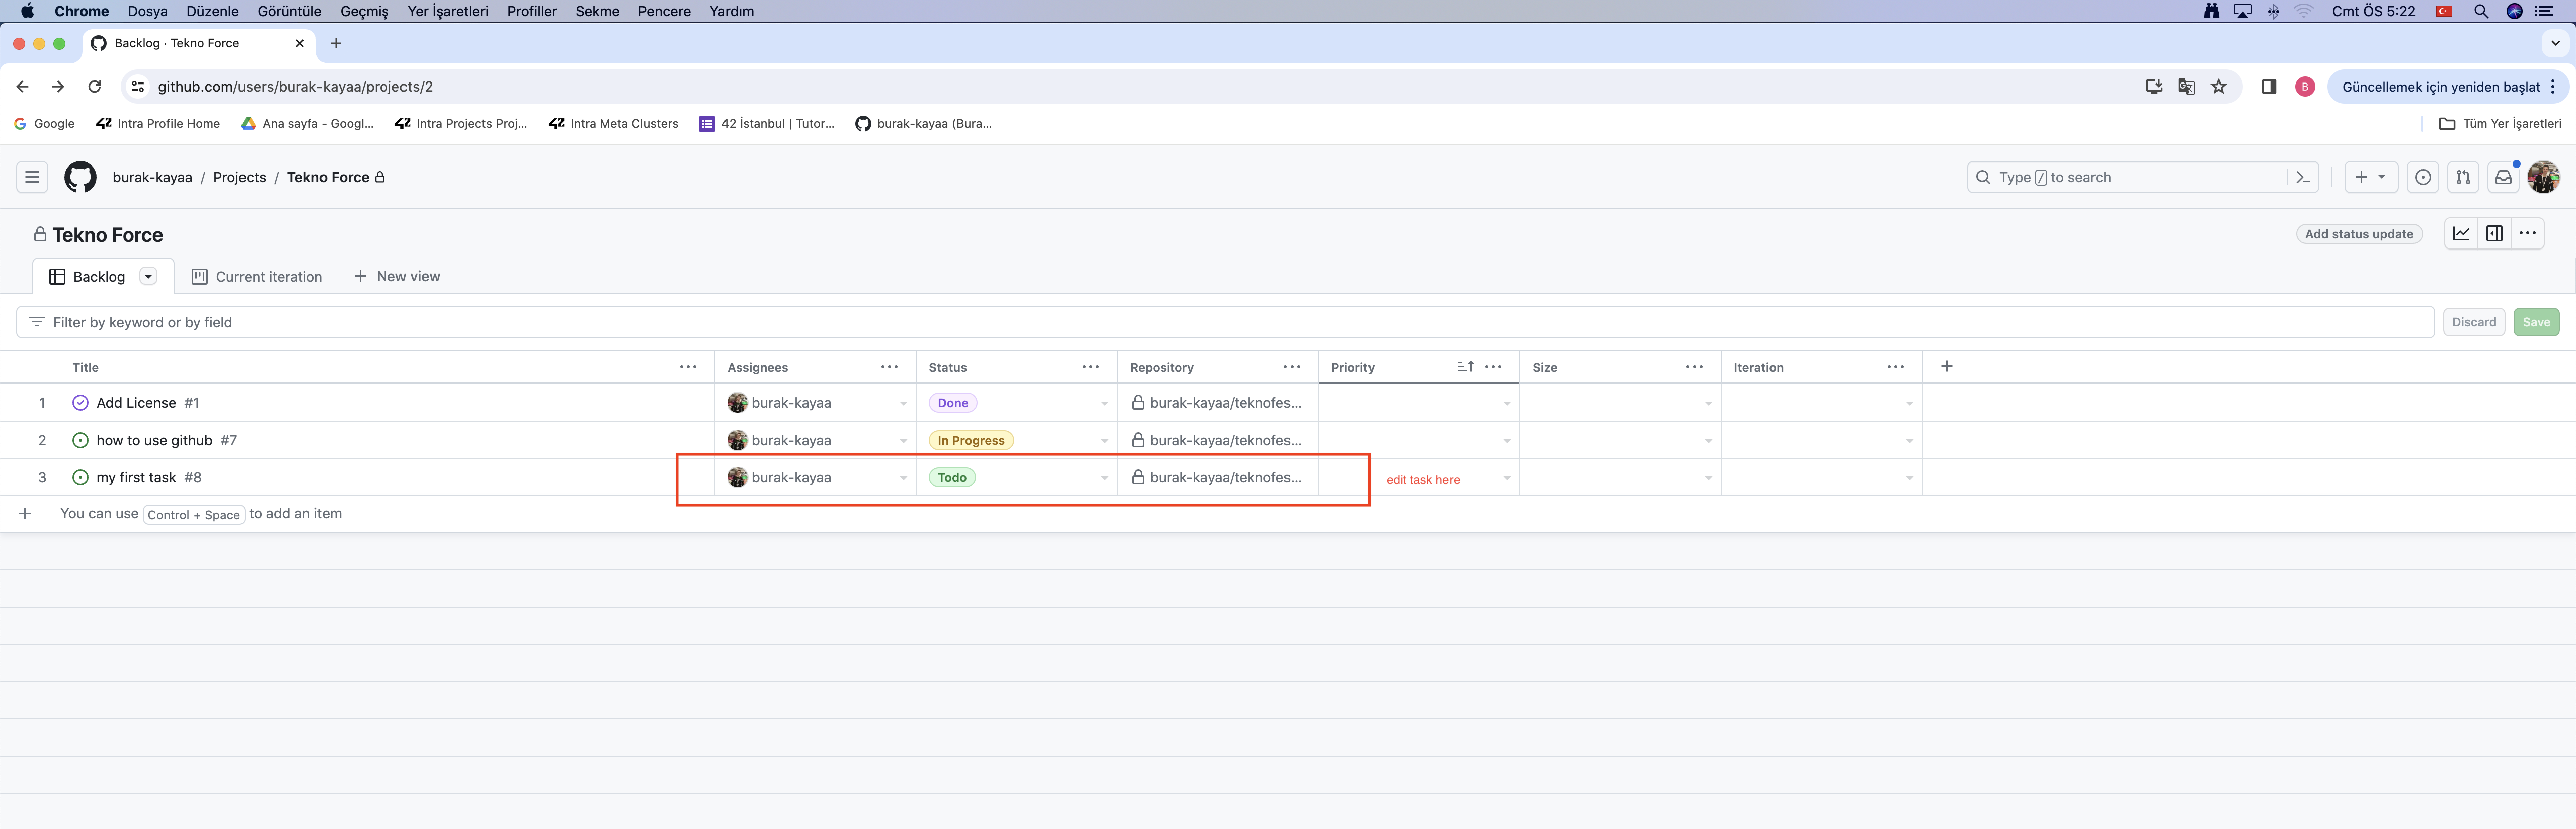 Chrome Dosya Düzenle Görüntüle Geçmiş Yer İşaretleri Profiller Sekme Pencere Yardım Cmt ÖS 5:22
Backlog · Tekno Force
github.com/users/burak-kayaa/projects/2 B Güncellemek için yeniden başlat
Google Intra Profile Home Ana sayfa - Googl... Intra Projects Proj... Intra Meta Clusters 42 İstanbul | Tutor... burak-kayaa (Bura... Tüm Yer İşaretleri
burak-kayaa / Projects / Tekno Force Type / to search
Tekno Force Add status update
Backlog Current iteration New view
Filter by keyword or by field Discard Save
Title Assignees Status Repository Priority Size Iteration
1 Add License #1 burak-kayaa Done burak-kayaa/teknofes...
2 how to use github #7 burak-kayaa In Progress burak-kayaa/teknofes...
3 my first task #8 burak-kayaa Todo burak-kayaa/teknofes... edit task here
You can use Control + Space to add an item